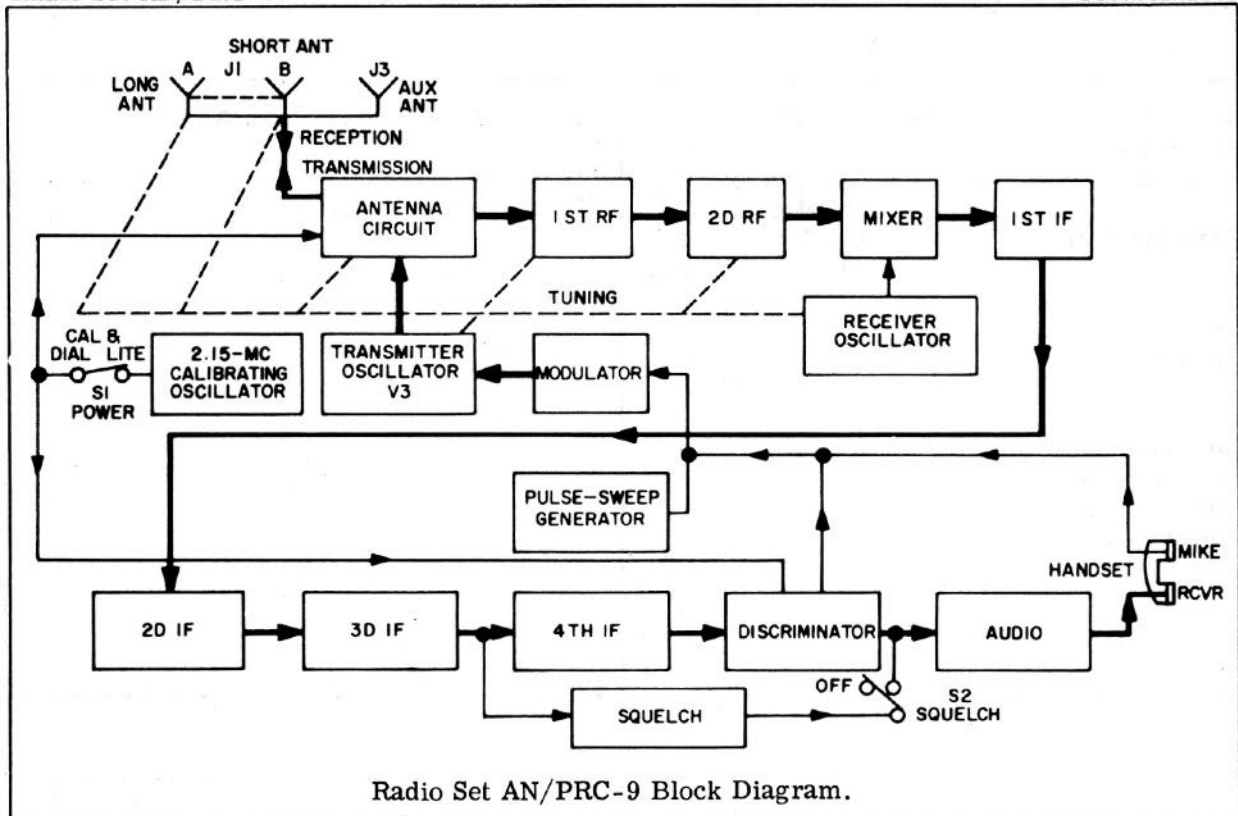 SHORT ANT
A J1 B J3
LONG ANT
AUX ANT
RECEPTION
TRANSMISSION
ANTENNA CIRCUIT
1ST RF
2D RF
MIXER
1ST IF
TUNING
RECEIVER OSCILLATOR
CAL & DIAL LITE
S1 POWER
2.15-MC CALIBRATING OSCILLATOR
TRANSMITTER OSCILLATOR V3
MODULATOR
PULSE-SWEEP GENERATOR
HANDSET
MIKE
RCVR
2D IF
3D IF
4TH IF
DISCRIMINATOR
AUDIO
OFF
S2 SQUELCH
SQUELCH
Radio Set AN/PRC-9 Block Diagram.